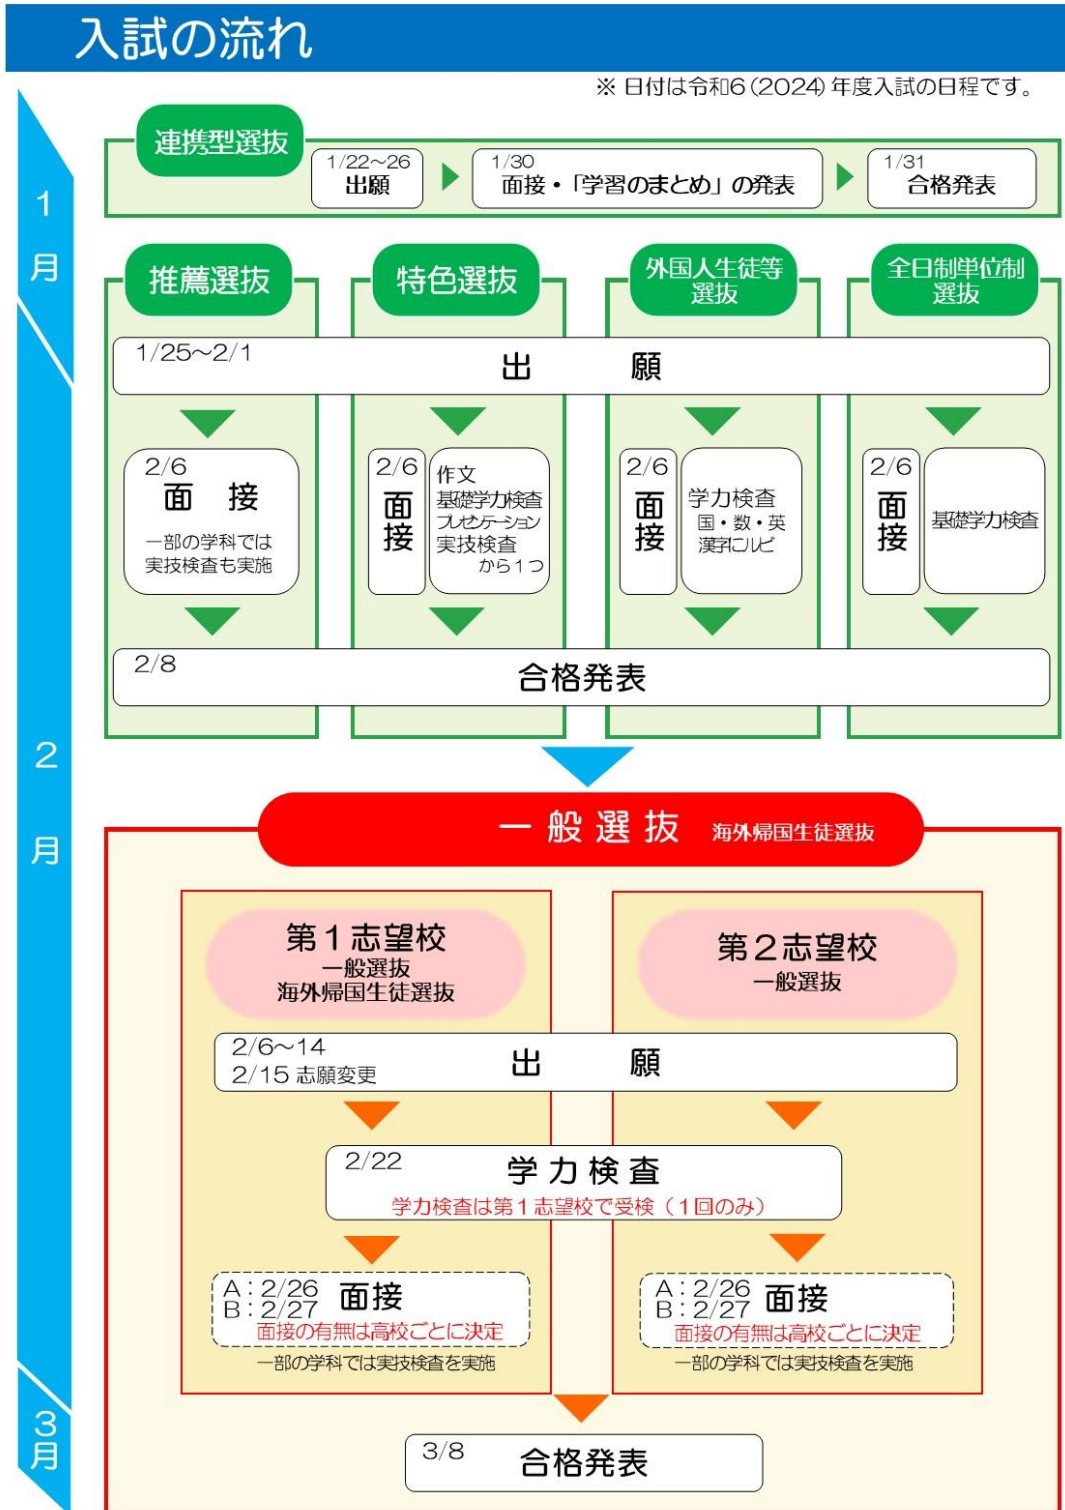 入試の流れ
※ 日付は令和6(2024)年度入試の日程です。
1月
連携型選抜
1/22~26
出願
1/30
面接・「学習のまとめ」の発表
1/31
合格発表
推薦選抜
特色選抜
外国人生徒等
選抜
全日制単位制
選抜
1/25~2/1
出 願
2/6
面 接
一部の学科では
実技検査も実施
2/6
面接
作文
基礎学力検査
プレゼンテーション
実技検査
から1つ
2/6
面接
学力検査
国・数・英
漢字にルビ
2/6
面接
基礎学力検査
2/8
合格発表
2月
一般選抜 海外帰国生徒選抜
第1志望校
一般選抜
海外帰国生徒選抜
第2志望校
一般選抜
2/6~14
2/15 志願変更
出 願
2/22
学力検査
学力検査は第1志望校で受検(1回のみ)
A:2/26
B:2/27
面接
面接の有無は高校ごとに決定
一部の学科では実技検査を実施
A:2/26
B:2/27
面接
面接の有無は高校ごとに決定
一部の学科では実技検査を実施
3月
3/8
合格発表